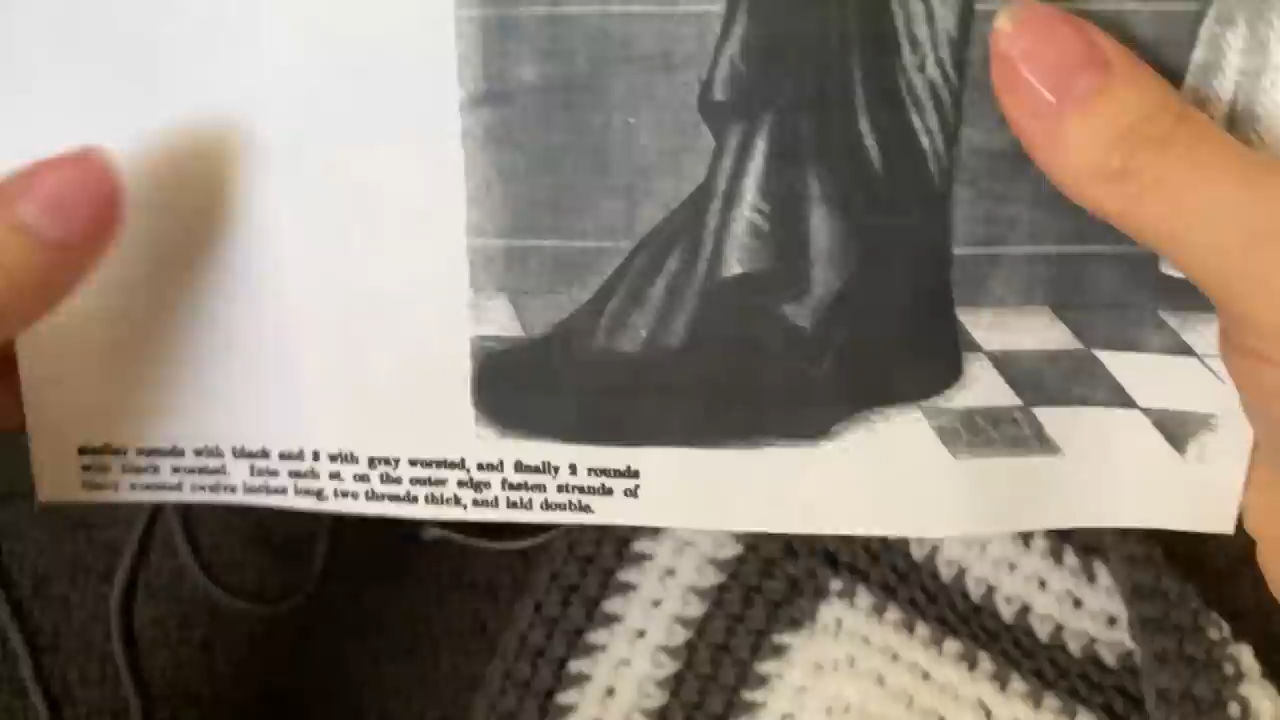 similar rounds with black and 8 with gray worsted, and finally 2 rounds
with black worsted. Into each st. on the outer edge fasten strands of
worsted twelve inches long, two threads thick, and laid double.